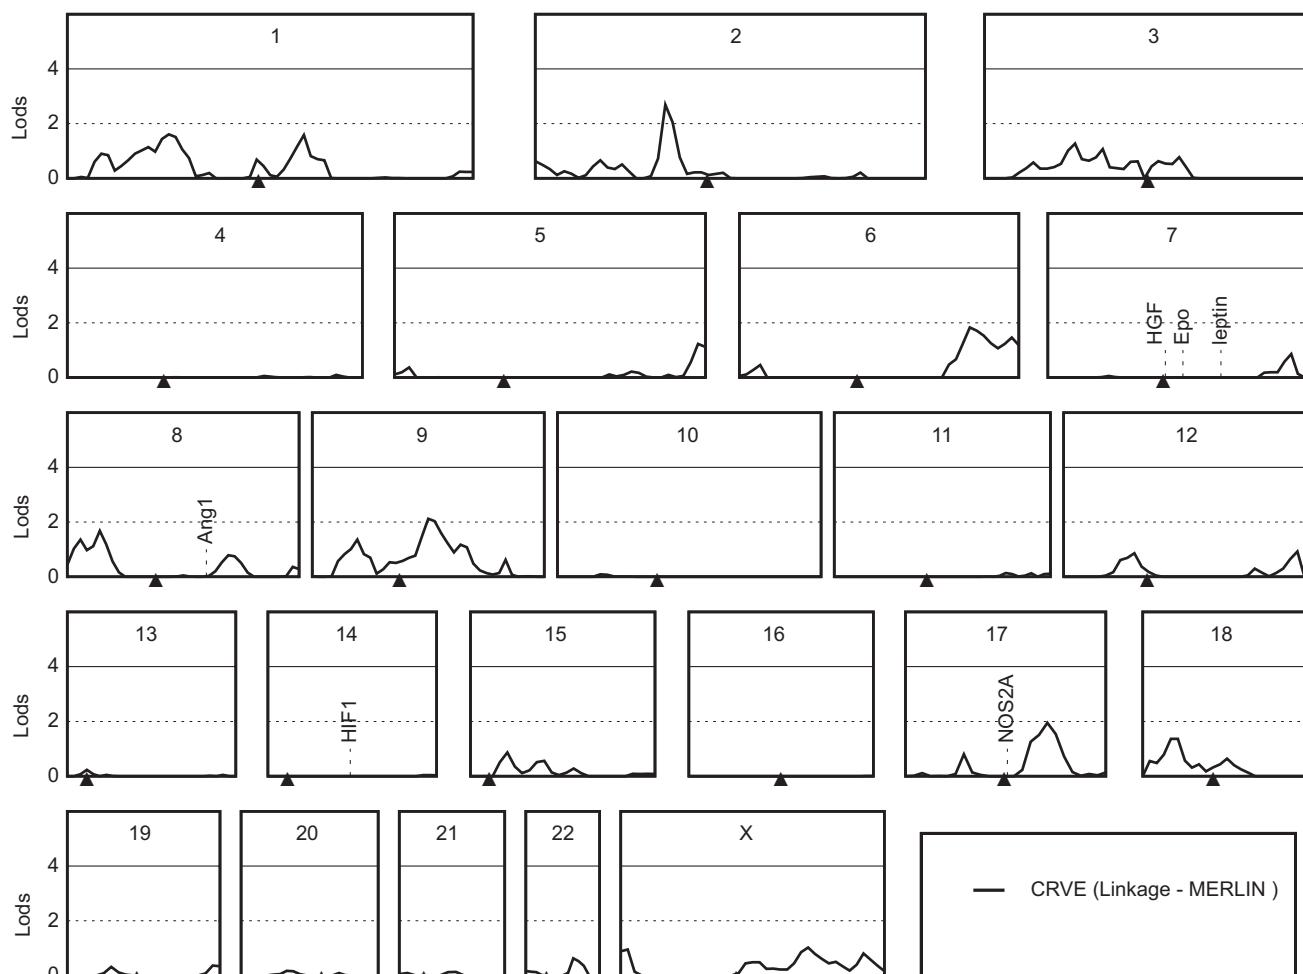 1 2 3
4
Lods
2
0
4 5 6 7
4
Lods
2
0
HGF
Epo
leptin
8 9 10 11 12
4
Lods
2
0
Ang1
13 14 15 16 17 18
4
Lods
2
0
HIF1
NOS2A
19 20 21 22 X
4
Lods
2
0
CRVE (Linkage - MERLIN )